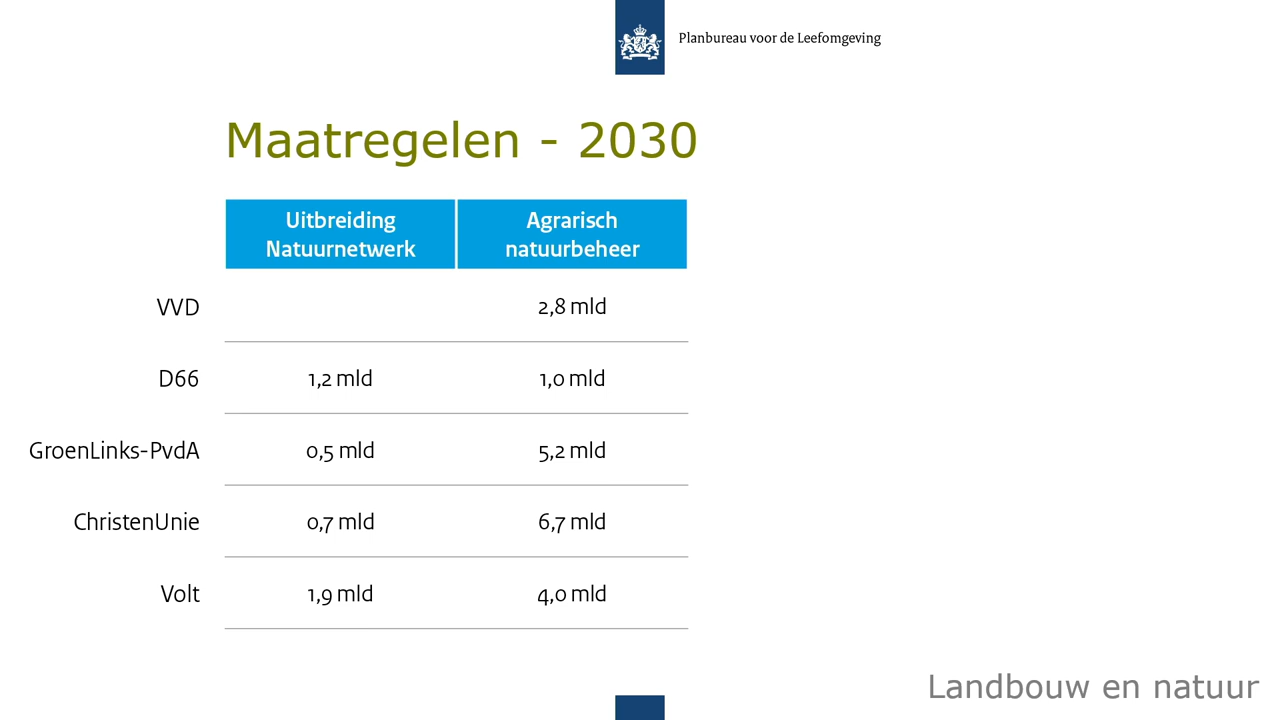 Planbureau voor de Leefomgeving
Maatregelen - 2030
Uitbreiding Natuurnetwerk
Agrarisch natuurbeheer
VVD 2,8 mld
D66 1,2 mld 1,0 mld
GroenLinks-PvdA 0,5 mld 5,2 mld
ChristenUnie 0,7 mld 6,7 mld
Volt 1,9 mld 4,0 mld
Landbouw en natuur